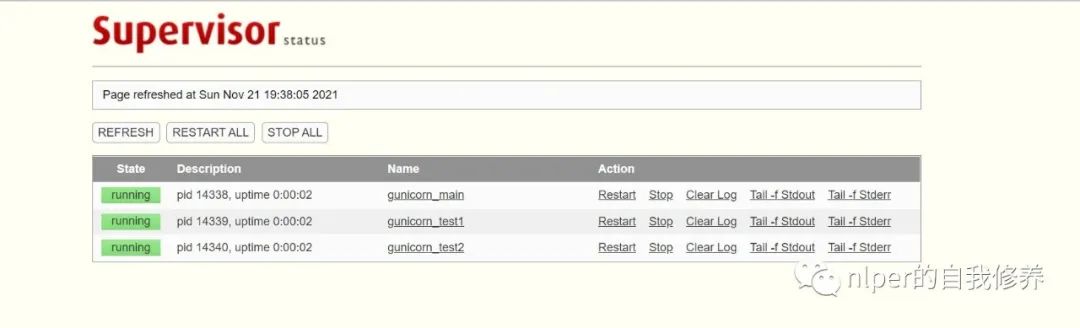 Supervisor status
Page refreshed at Sun Nov 21 19:38:05 2021
REFRESH RESTART ALL STOP ALL
State Description Name Action
running pid 14338, uptime 0:00:02 gunicorn_main Restart Stop Clear Log Tail -f Stdout Tail -f Stderr
running pid 14339, uptime 0:00:02 gunicorn_test1 Restart Stop Clear Log Tail -f Stdout Tail -f Stderr
running pid 14340, uptime 0:00:02 gunicorn_test2 Restart Stop Clear Log Tail -f Stdout Tail -f Stderr
nlper的自我修养